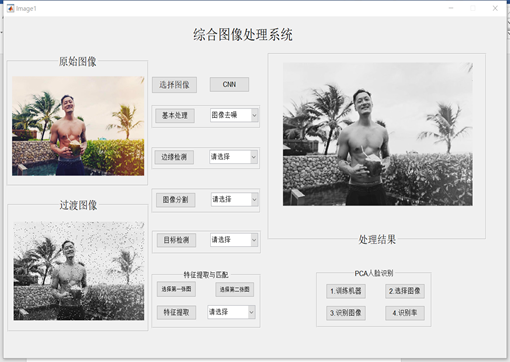 Image1
综合图像处理系统
原始图像
选择图像
CNN
基本处理
图像去噪
边缘检测
请选择
图像分割
请选择
过渡图像
目标检测
请选择
处理结果
特征提取与匹配
选择第一张图
选择第二张图
特征提取
请选择
PCA人脸识别
1.训练机器
2.选择图像
3.识别图像
4.识别率